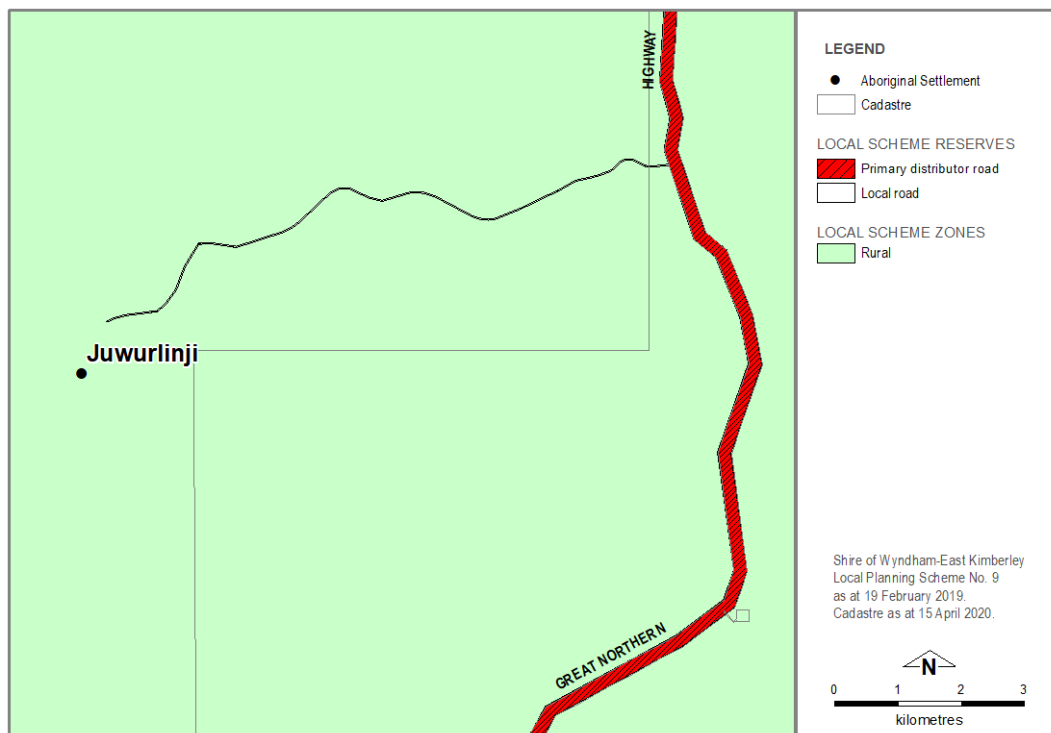 HIGHWAY
Juwurlinji
GREAT NORTHERN
LEGEND
Aboriginal Settlement
Cadastre
LOCAL SCHEME RESERVES
Primary distributor road
Local road
LOCAL SCHEME ZONES
Rural
Shire of Wyndham-East Kimberley
Local Planning Scheme No. 9
as at 19 February 2019.
Cadastre as at 15 April 2020.
N
0 1 2 3
kilometres